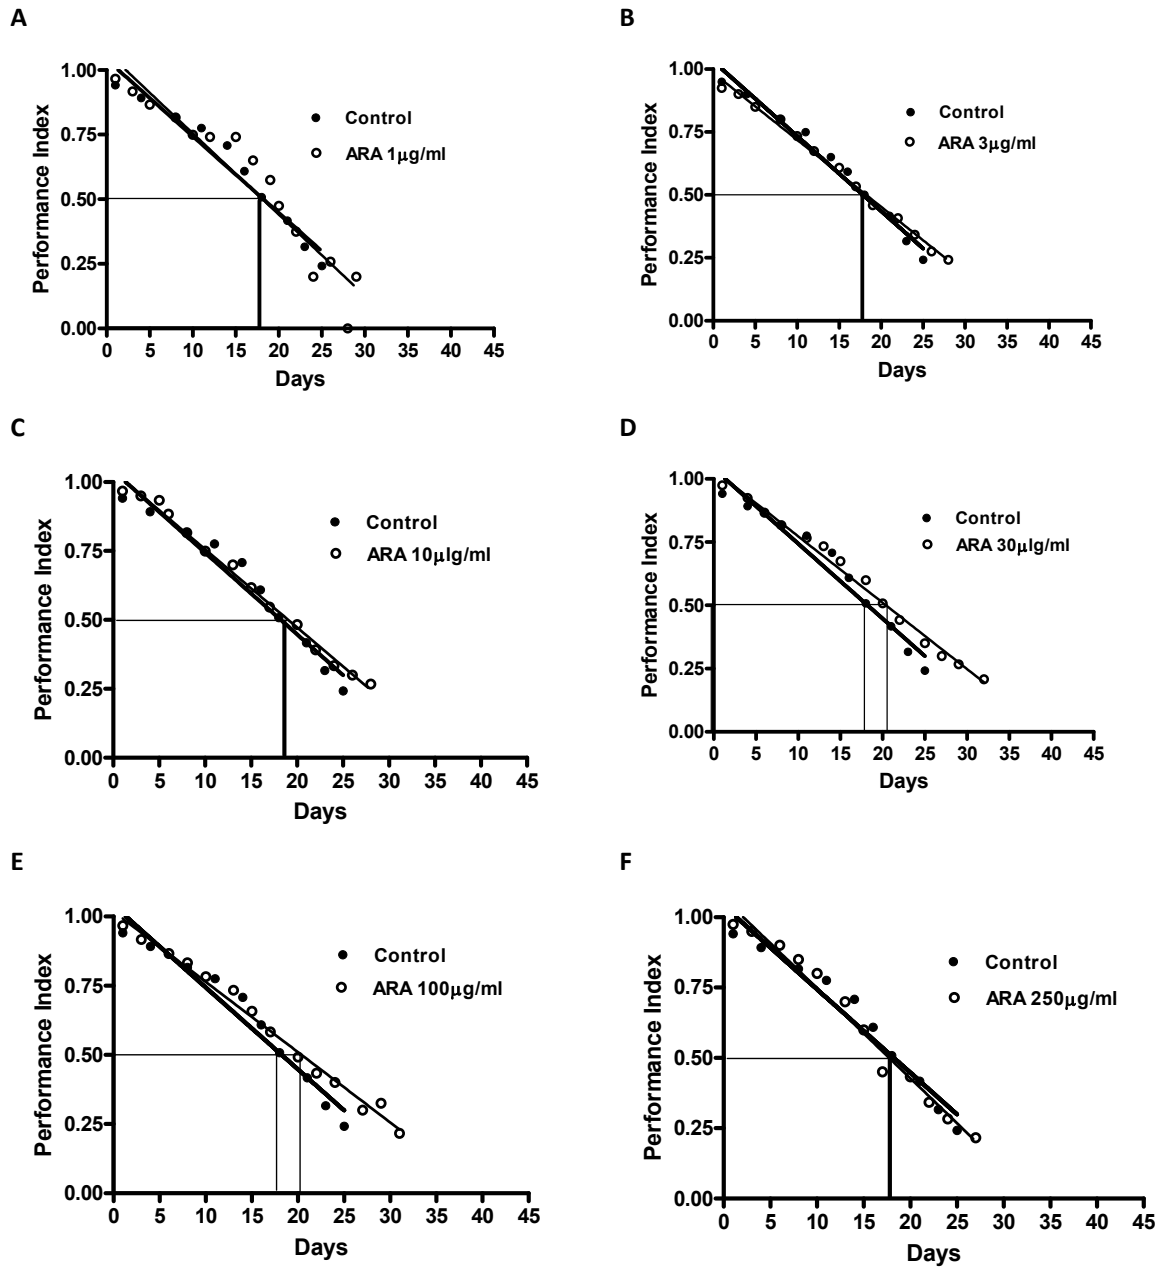 A
1.00
0.75
0.50
0.25
0.00
Performance Index
Control
ARA 1μg/ml
0 5 10 15 20 25 30 35 40 45
Days
B
1.00
0.75
0.50
0.25
0.00
Performance Index
Control
ARA 3μg/ml
0 5 10 15 20 25 30 35 40 45
Days
C
1.00
0.75
0.50
0.25
0.00
Performance Index
Control
ARA 10μlg/ml
0 5 10 15 20 25 30 35 40 45
Days
D
1.00
0.75
0.50
0.25
0.00
Performance Index
Control
ARA 30μlg/ml
0 5 10 15 20 25 30 35 40 45
Days
E
1.00
0.75
0.50
0.25
0.00
Performance Index
Control
ARA 100μg/ml
0 5 10 15 20 25 30 35 40 45
Days
F
1.00
0.75
0.50
0.25
0.00
Performance Index
Control
ARA 250μg/ml
0 5 10 15 20 25 30 35 40 45
Days